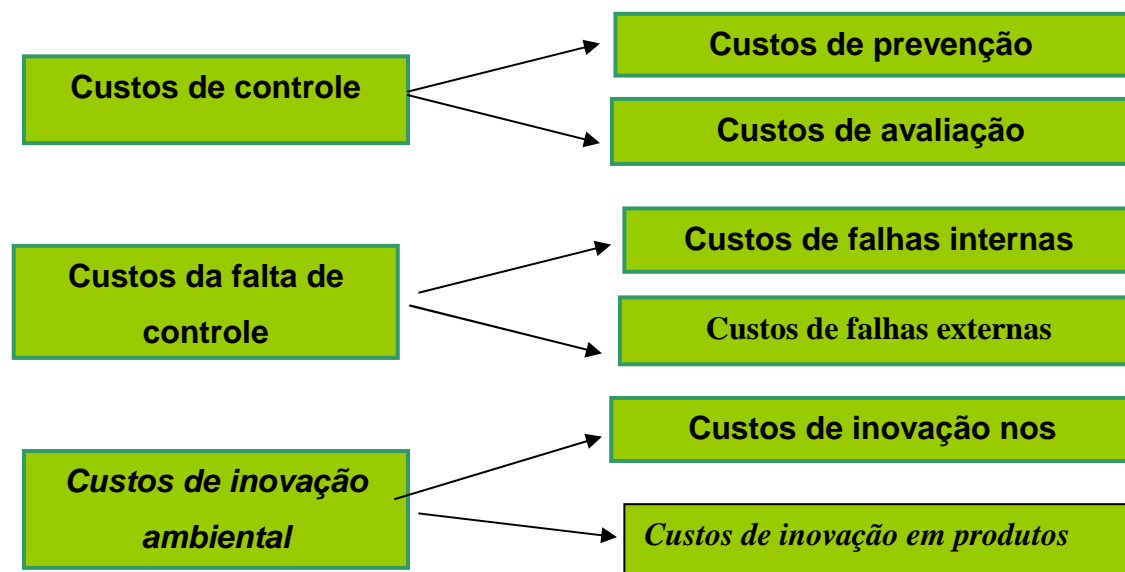 Custos de controle
Custos de prevenção
Custos de avaliação
Custos da falta de
controle
Custos de falhas internas
Custos de falhas externas
Custos de inovação
ambiental
Custos de inovação nos
Custos de inovação em produtos